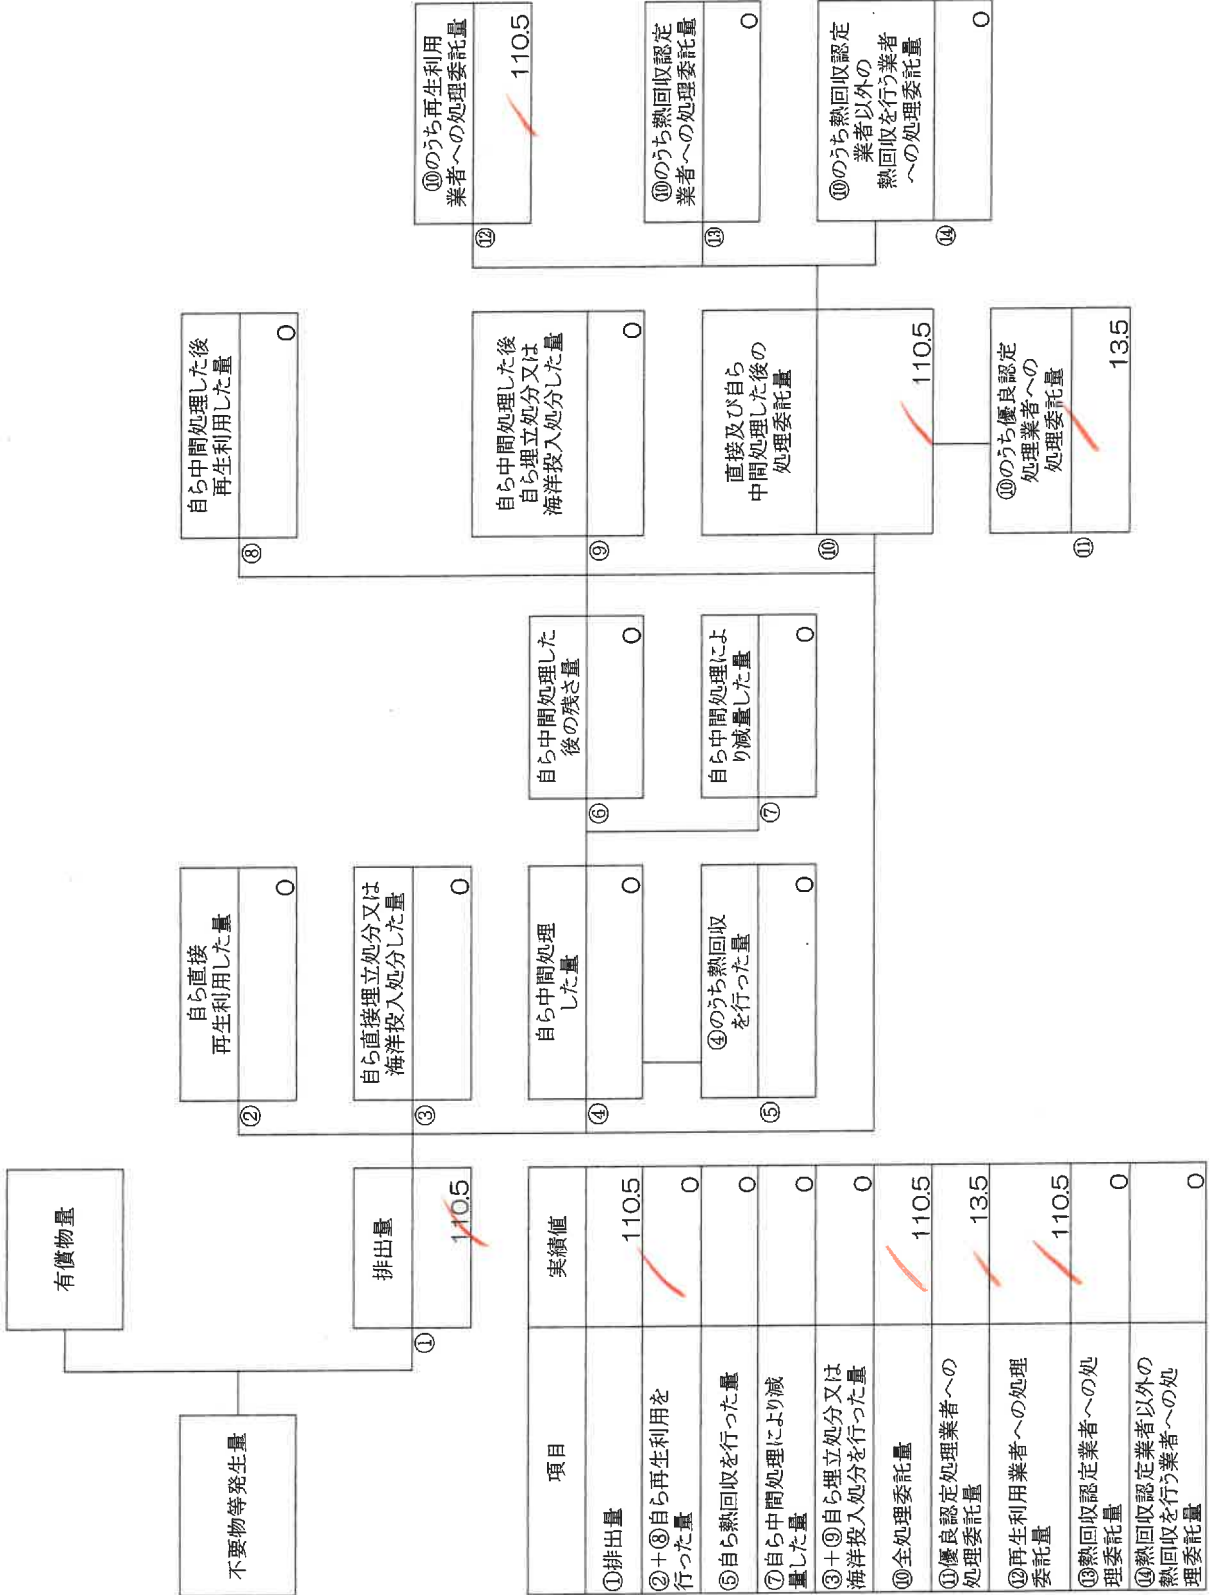 不要物等発生量
有償物量
排出量
①
110.5
自ら直接
再生利用した量
②
0
自ら直接埋立処分又は
海洋投入処分した量
③
0
自ら中間処理
した量
④
0
④のうち熱回収
を行った量
⑤
0
自ら中間処理した
後の残さ量
⑥
0
自ら中間処理によ
り減量した量
⑦
0
自ら中間処理した後
再生利用した量
⑧
0
自ら中間処理した後
自ら埋立処分又は
海洋投入処分した量
⑨
0
直接及び自ら
中間処理した後の
処理委託量
⑩
110.5
⑩のうち優良認定
処理業者への
処理委託量
⑪
13.5
⑩のうち再生利用
業者への処理委託量
⑫
110.5
⑩のうち熱回収認定
業者への処理委託量
⑬
0
⑩のうち熱回収認定
業者以外の
熱回収を行う業者
への処理委託量
⑭
0
項目 実績値
①排出量 110.5
②+⑧自ら再生利用を
行った量 0
⑤自ら熱回収を行った量 0
⑦自ら中間処理により減
量した量 0
③+⑨自ら埋立処分又は
海洋投入処分を行った量 0
⑩全処理委託量 110.5
⑪優良認定処理業者への
処理委託量 13.5
⑫再生利用業者への処理
委託量 110.5
⑬熱回収認定業者への処
理委託量 0
⑭熱回収認定業者以外の
熱回収を行う業者への処
理委託量 0